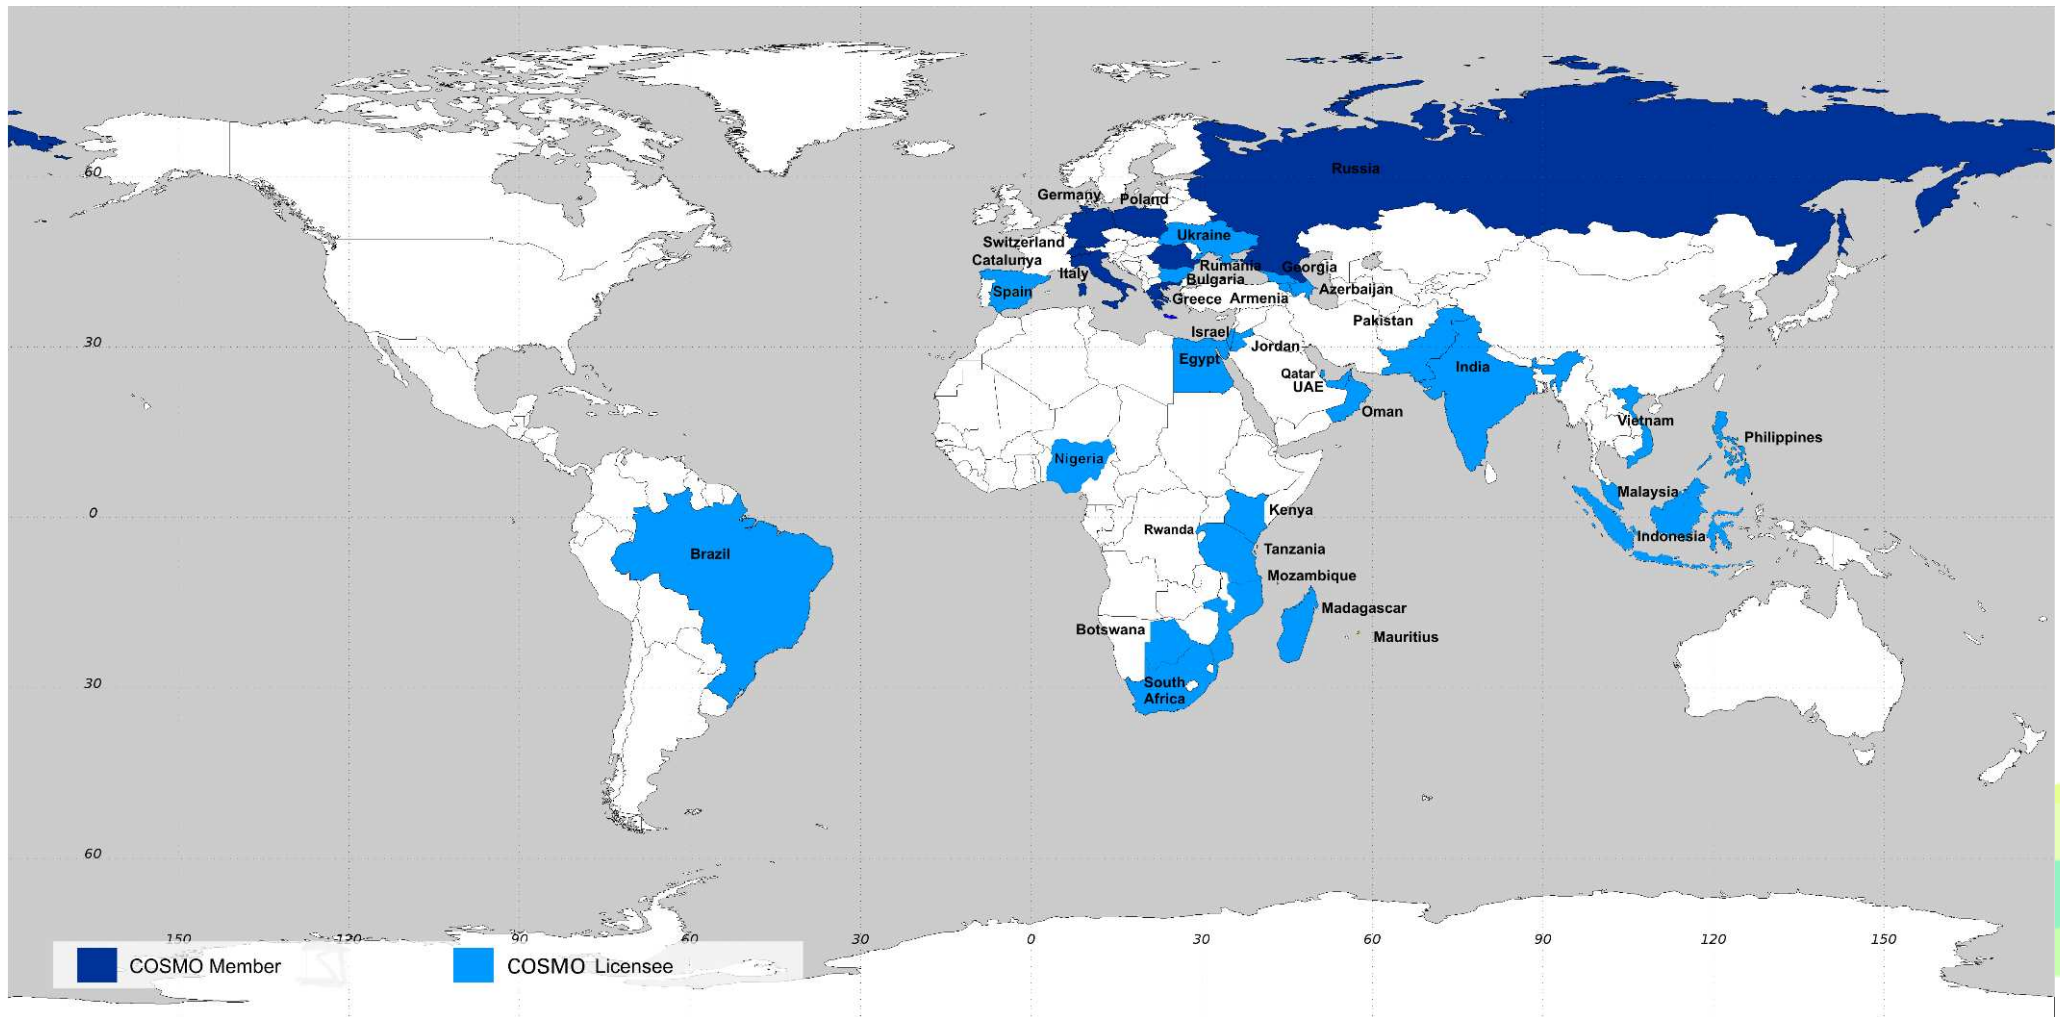 60
Russia
Germany
Poland
Ukraine
Switzerland
Catalunya
Rumania
Georgia
Italy
Bulgaria
Azerbaijan
Spain
Greece
Armenia
Pakistan
Israel
30
Jordan
Egypt
India
Qatar
UAE
Oman
Vietnam
Philippines
Nigeria
Malaysia
0
Kenya
Rwanda
Indonesia
Brazil
Tanzania
Mozambique
Madagascar
Botswana
Mauritius
30
South
Africa
60
150
120
90
60
30
0
30
60
90
120
150
COSMO Member
COSMO Licensee